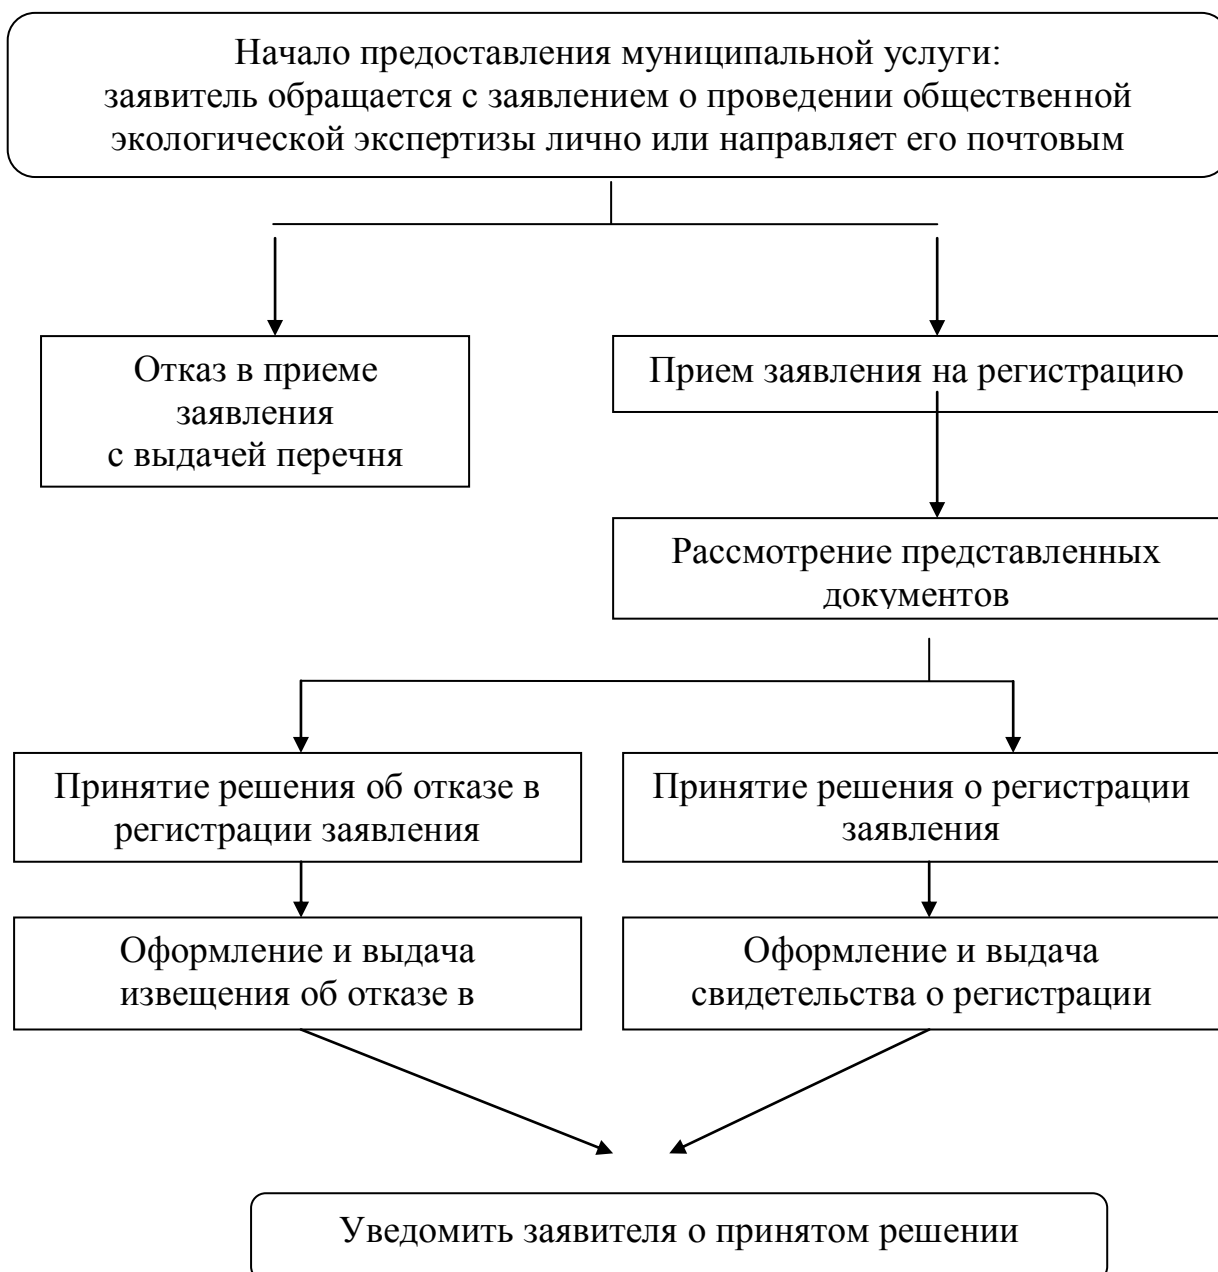 Начало предоставления муниципальной услуги:
заявитель обращается с заявлением о проведении общественной
экологической экспертизы лично или направляет его почтовым
Отказ в приеме
заявления
с выдачей перечня
Прием заявления на регистрацию
Рассмотрение представленных
документов
Принятие решения об отказе в
регистрации заявления
Принятие решения о регистрации
заявления
Оформление и выдача
извещения об отказе в
Оформление и выдача
свидетельства о регистрации
Уведомить заявителя о принятом решении